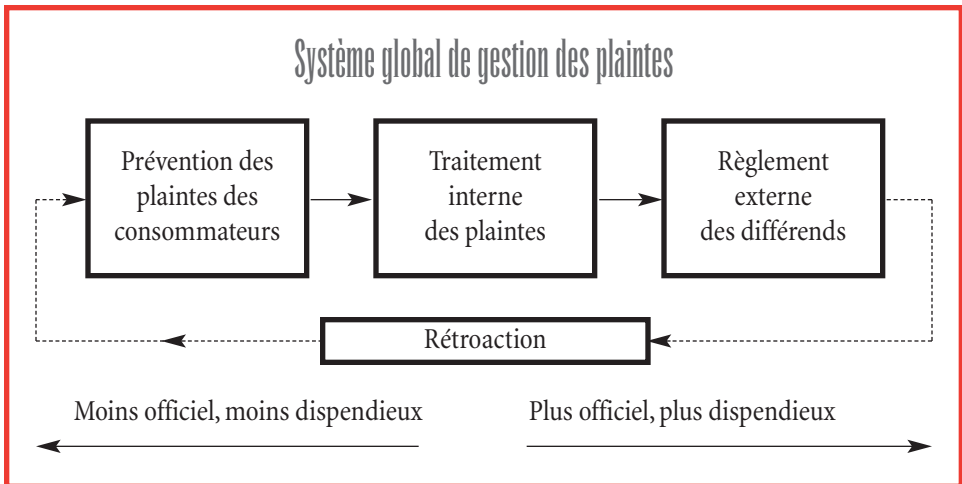 Système global de gestion des plaintes
Prévention des
plaintes des
consommateurs
Traitement
interne
des plaintes
Règlement
externe
des différends
Rétroaction
Moins officiel, moins dispendieux
Plus officiel, plus dispendieux